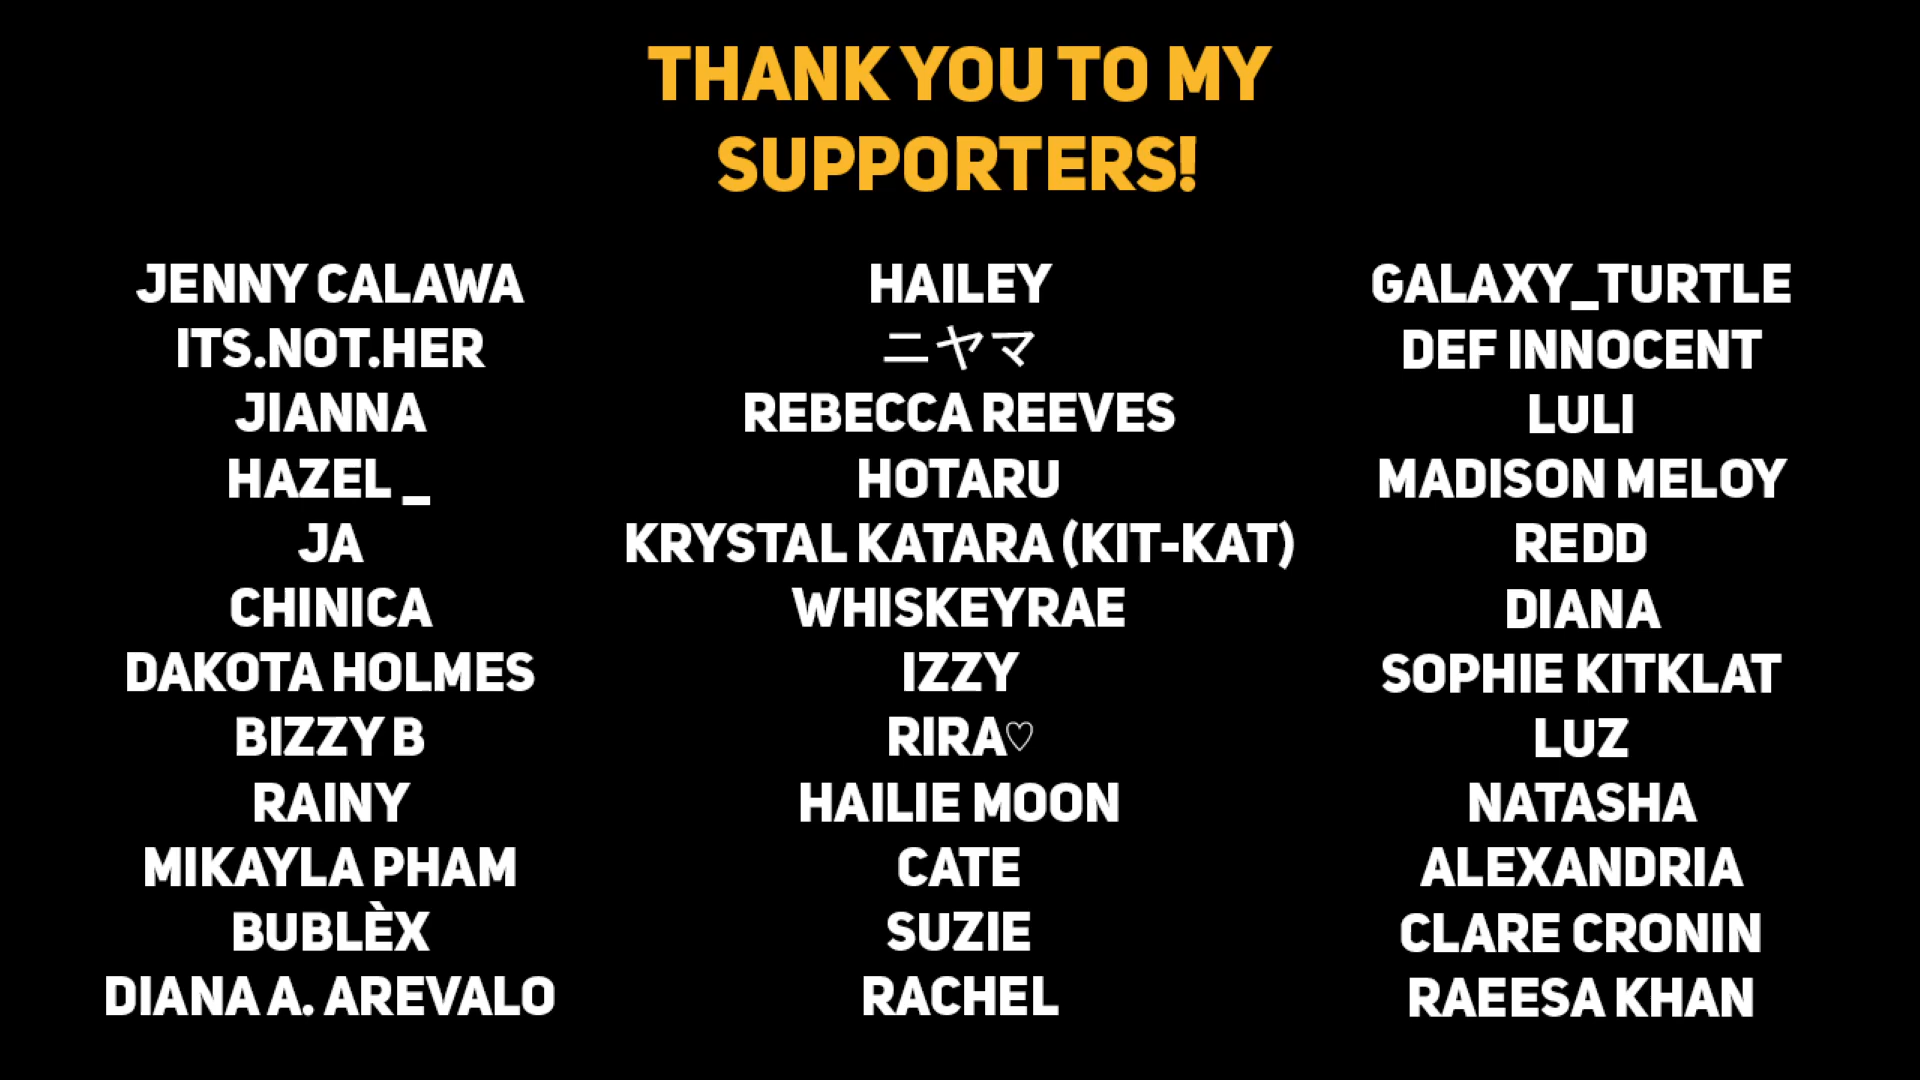 THANK YOU TO MY
SUPPORTERS!
JENNY CALAWA
ITS.NOT.HER
JIANNA
HAZEL _
JA
CHINICA
DAKOTA HOLMES
BIZZY B
RAINY
MIKAYLA PHAM
BUBLÈX
DIANA A. AREVALO
HAILEY
ニヤマ
REBECCA REEVES
HOTARU
KRYSTAL KATARA (KIT-KAT)
WHISKEYRAE
IZZY
RIRA♡
HAILIE MOON
CATE
SUZIE
RACHEL
GALAXY_TURTLE
DEF INNOCENT
LULI
MADISON MELOY
REDD
DIANA
SOPHIE KITKLAT
LUZ
NATASHA
ALEXANDRIA
CLARE CRONIN
RAEESA KHAN